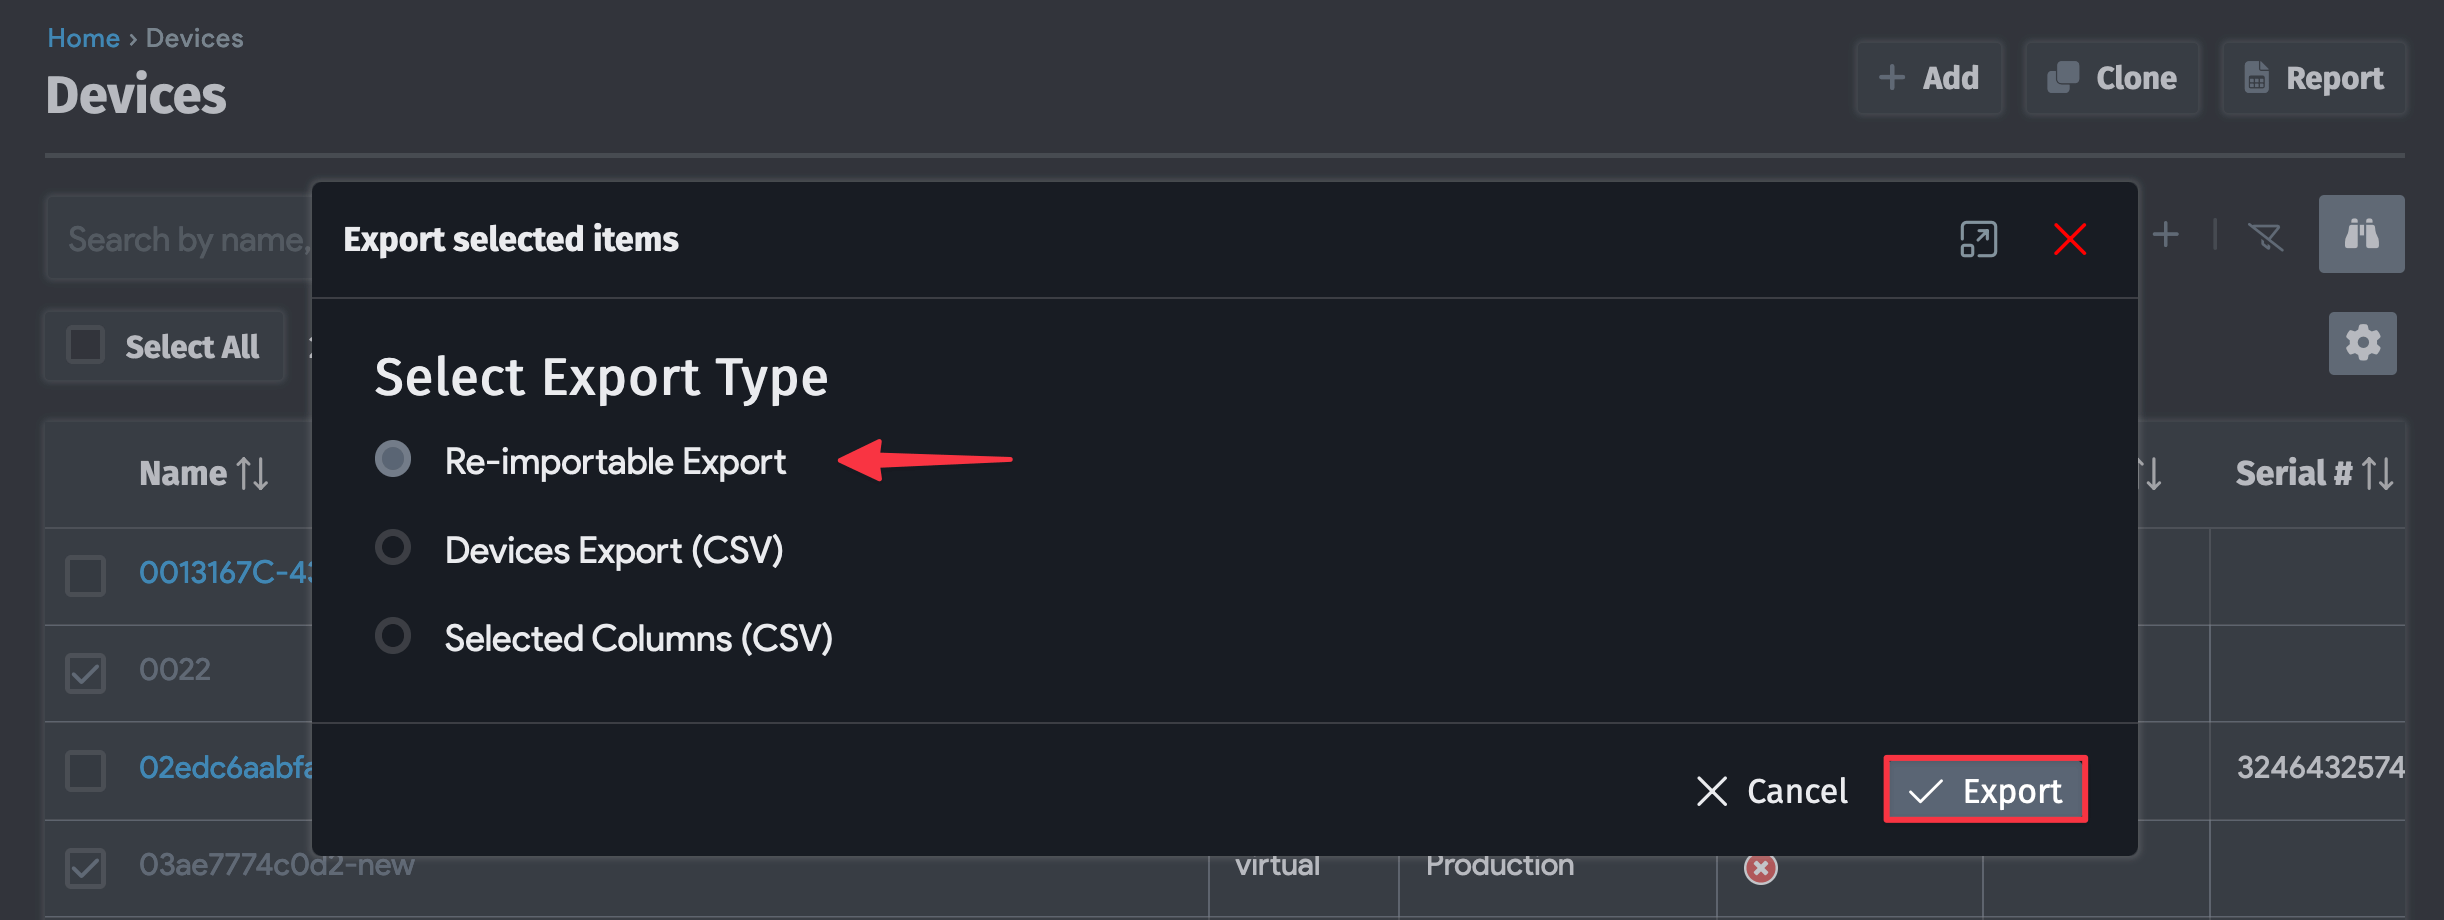 Home › Devices
Devices
Add
Clone
Report
Search by name,
Export selected items
Select All
Select Export Type
Re-importable Export
Devices Export (CSV)
Selected Columns (CSV)
Name
Serial #
0013167C-43
0022
02edc6aabfa
3246432574
Cancel
Export
03ae7774c0d2-new
virtual
Production